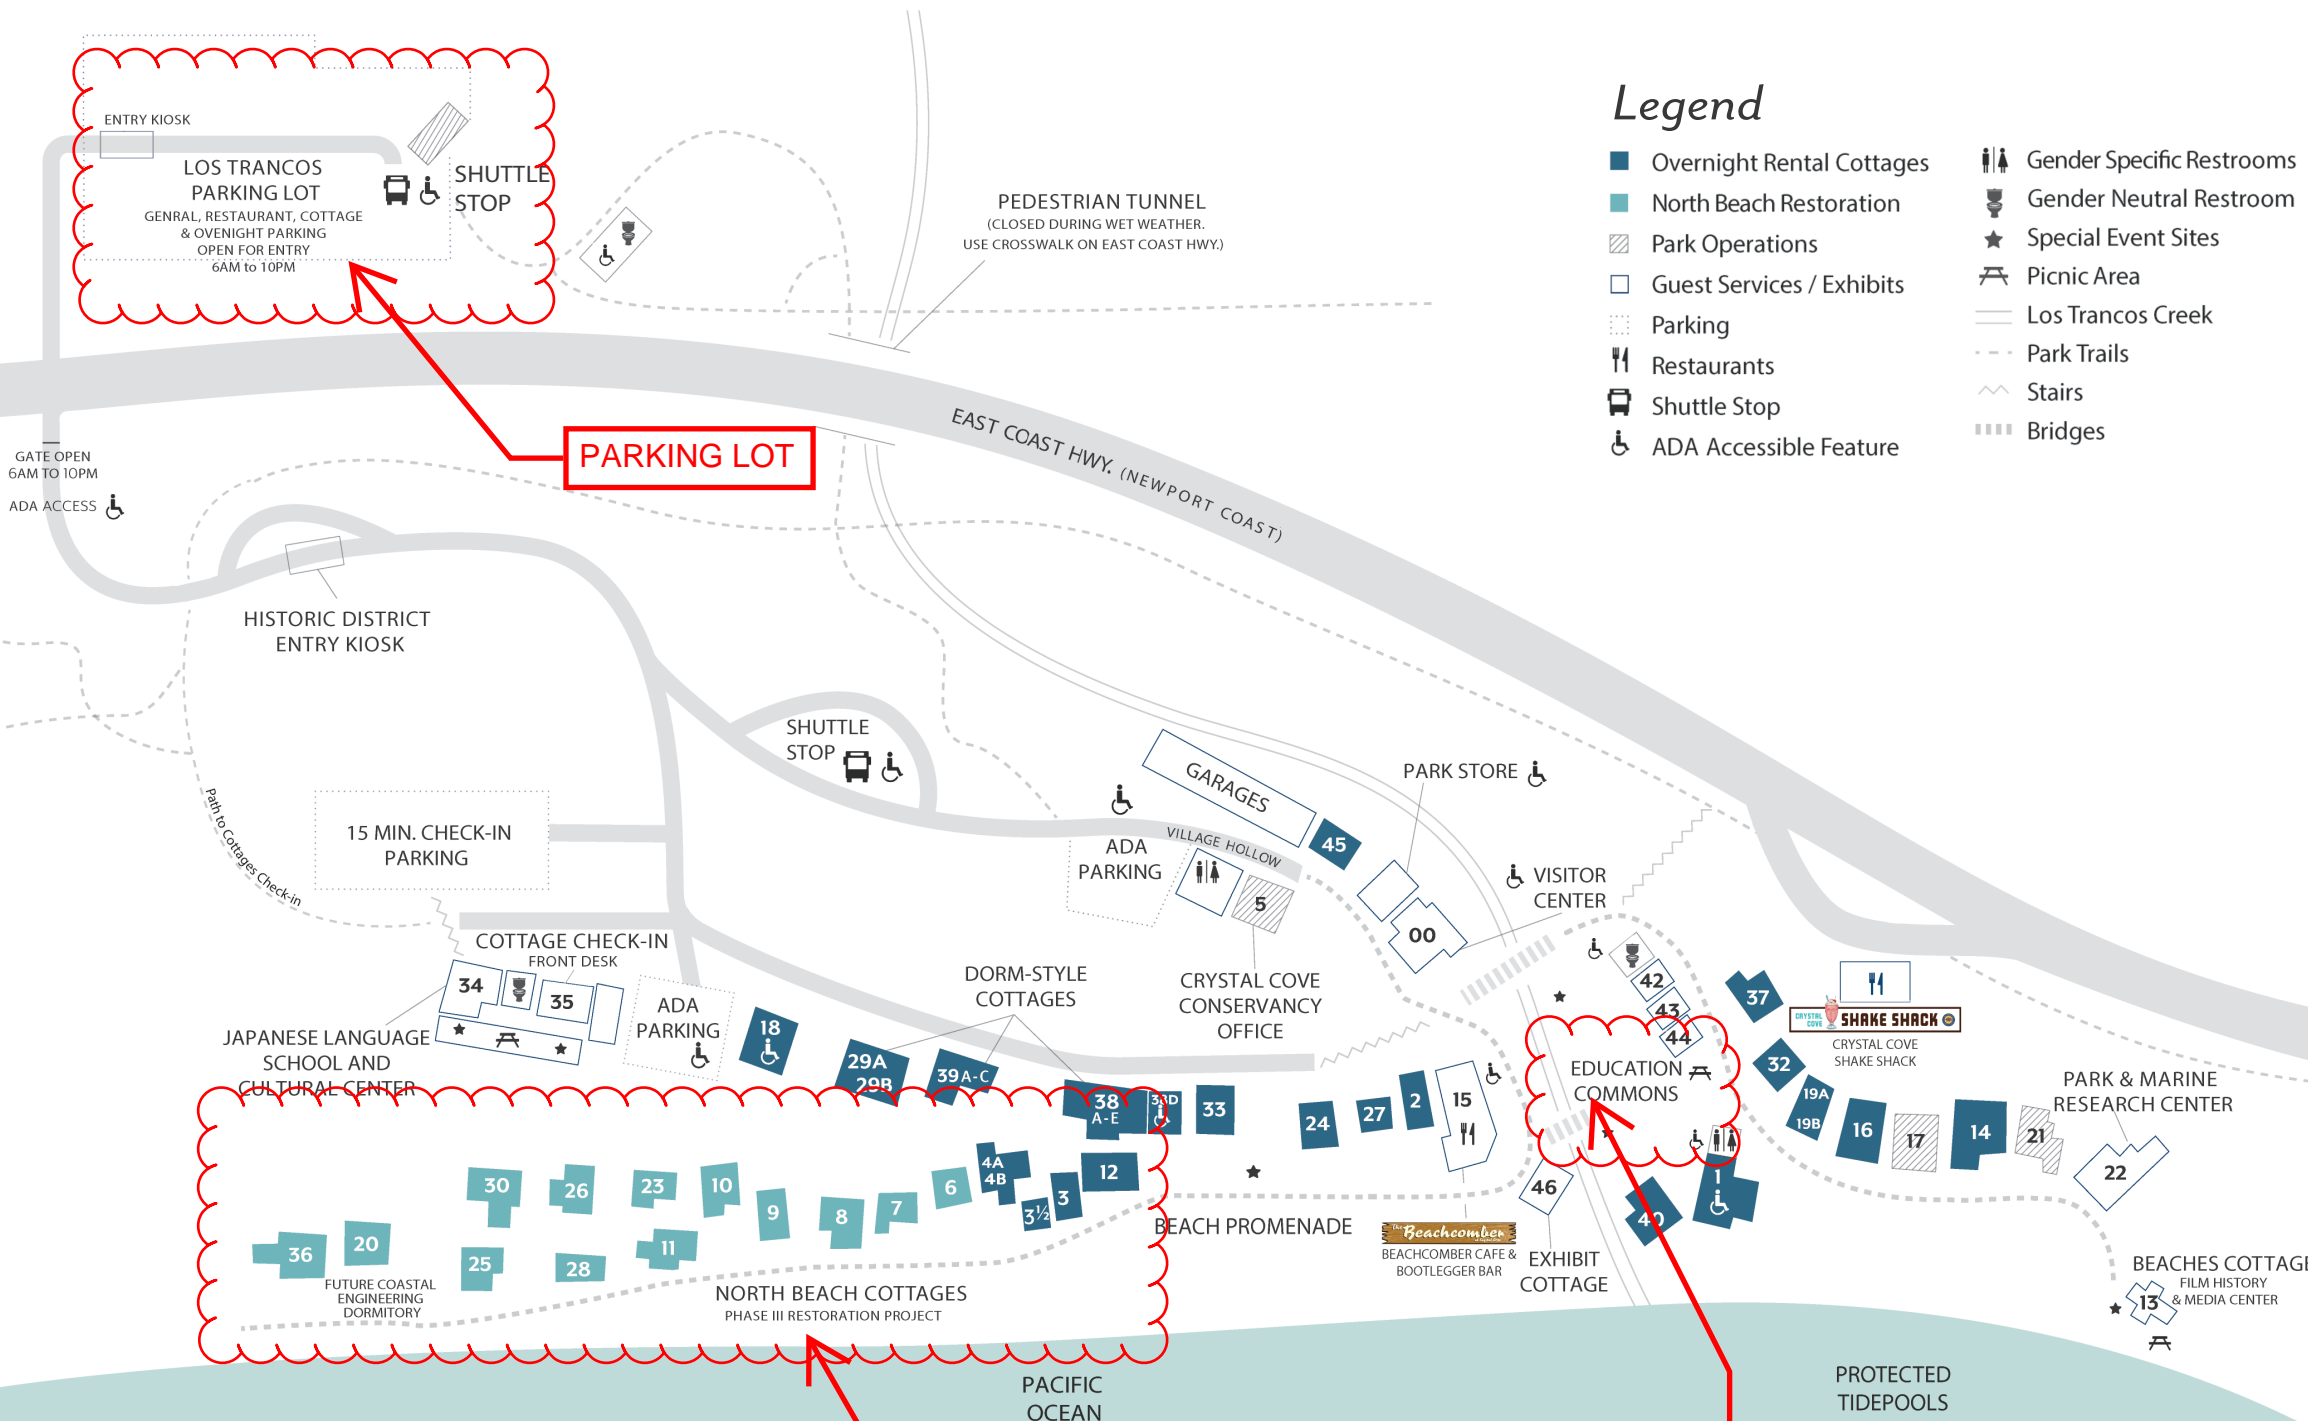 ENTRY KIOSK
LOS TRANCOS
PARKING LOT
GENRAL, RESTAURANT, COTTAGE
& OVENIGHT PARKING
OPEN FOR ENTRY
6AM to 10PM
SHUTTLE
STOP
PARKING LOT
PEDESTRIAN TUNNEL
(CLOSED DURING WET WEATHER.
USE CROSSWALK ON EAST COAST HWY.)
Legend
Overnight Rental Cottages
North Beach Restoration
Park Operations
Guest Services / Exhibits
Parking
Restaurants
Shuttle Stop
ADA Accessible Feature
Gender Specific Restrooms
Gender Neutral Restroom
Special Event Sites
Picnic Area
Los Trancos Creek
Park Trails
Stairs
Bridges
EAST COAST HWY. (NEWPORT COAST)
GATE OPEN
6AM TO 10PM
ADA ACCESS
HISTORIC DISTRICT
ENTRY KIOSK
SHUTTLE
STOP
Path to Cottages Check-in
15 MIN. CHECK-IN
PARKING
COTTAGE CHECK-IN
FRONT DESK
34
35
JAPANESE LANGUAGE
SCHOOL AND
CULTURAL CENTER
ADA
PARKING
18
GARAGES
45
VILLAGE HOLLOW
ADA
PARKING
5
CRYSTAL COVE
CONSERVANCY
OFFICE
PARK STORE
00
VISITOR
CENTER
DORM-STYLE
COTTAGES
29A
29B
39 A-C
38
A-E
33D
33
24
27
2
15
42
43
44
EDUCATION
COMMONS
37
CRYSTAL
COVE
SHAKE SHACK
CRYSTAL COVE
SHAKE SHACK
32
19A
19B
16
17
14
21
PARK & MARINE
RESEARCH CENTER
22
46
EXHIBIT
COTTAGE
40
1
BEACHES COTTAGE
FILM HISTORY
& MEDIA CENTER
13
The Beachcomber
BEACHCOMBER CAFE &
BOOTLEGGER BAR
BEACH PROMENADE
12
3
3½
4A
4B
6
7
8
9
10
11
23
26
28
30
25
20
36
FUTURE COASTAL
ENGINEERING
DORMITORY
NORTH BEACH COTTAGES
PHASE III RESTORATION PROJECT
PACIFIC
OCEAN
PROTECTED
TIDEPOOLS